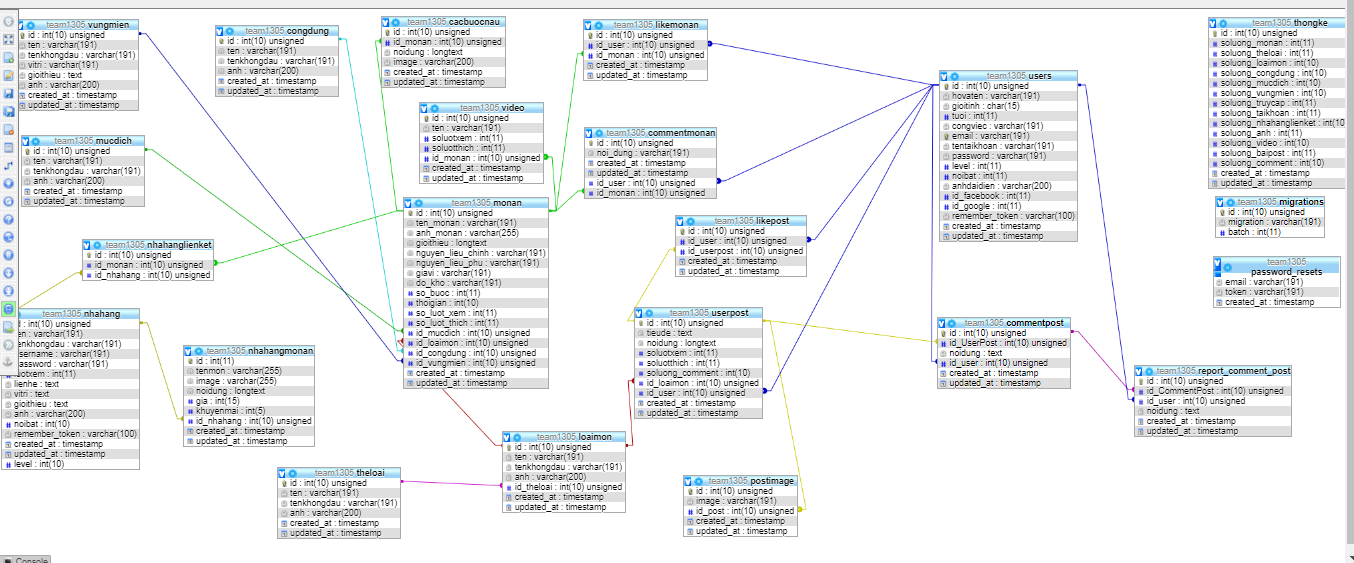 team1305 vungmien
id : int(10) unsigned
ten : varchar(191)
tenkhongdau : varchar(191)
vitri : varchar(191)
gioithieu : text
anh : varchar(200)
created_at : timestamp
updated_at : timestamp
team1305 congdung
id : int(10) unsigned
ten : varchar(191)
tenkhongdau : varchar(191)
anh : varchar(200)
created_at : timestamp
updated_at : timestamp
team1305 cacbuocnau
id : int(10) unsigned
id_monan : int(10) unsigned
noidung : longtext
image : varchar(200)
created_at : timestamp
updated_at : timestamp
team1305 likemonan
id : int(10) unsigned
id_user : int(10) unsigned
id_monan : int(10) unsigned
created_at : timestamp
updated_at : timestamp
team1305 users
id : int(10) unsigned
hovaten : varchar(191)
gioitinh : char(15)
tuoi : int(11)
congviec : varchar(191)
email : varchar(191)
tentaikhoan : varchar(191)
password : varchar(191)
level : int(11)
noibat : int(11)
anhdaidien : varchar(200)
id_facebook : int(11)
id_google : int(11)
remember_token : varchar(100)
created_at : timestamp
updated_at : timestamp
team1305 thongke
id : int(10) unsigned
soluong_monan : int(11)
soluong_theloai : int(11)
soluong_loaimon : int(10)
soluong_congdung : int(10)
soluong_mucdich : int(10)
soluong_vungmien : int(10)
soluong_truycap : int(11)
soluong_taikhoan : int(11)
soluong_nhahanglienket : int(10
soluong_anh : int(11)
soluong_video : int(10)
soluong_baipost : int(11)
soluong_comment : int(10)
created_at : timestamp
updated_at : timestamp
team1305 video
id : int(10) unsigned
ten : varchar(191)
soluotxem : int(11)
soluotthich : int(11)
id_monan : int(10) unsigned
created_at : timestamp
updated_at : timestamp
team1305 mucdich
id : int(10) unsigned
ten : varchar(191)
tenkhongdau : varchar(191)
anh : varchar(200)
created_at : timestamp
updated_at : timestamp
team1305 commentmonan
id : int(10) unsigned
noi_dung : varchar(191)
created_at : timestamp
updated_at : timestamp
id_user : int(10) unsigned
id_monan : int(10) unsigned
team1305 monan
id : int(10) unsigned
ten_monan : varchar(191)
anh_monan : varchar(255)
gioithieu : longtext
nguyen_lieu_chinh : varchar(191)
nguyen_lieu_phu : varchar(191)
giavi : varchar(191)
do_kho : varchar(191)
so_buoc : int(11)
thoigian : int(10)
so_luot_xem : int(11)
so_luot_thich : int(11)
id_mucdich : int(10) unsigned
id_loaimon : int(10) unsigned
id_congdung : int(10) unsigned
id_vungmien : int(10) unsigned
created_at : timestamp
updated_at : timestamp
team1305 migrations
id : int(10) unsigned
migration : varchar(191)
batch : int(11)
team1305 likepost
id : int(10) unsigned
id_user : int(10) unsigned
id_userpost : int(10) unsigned
created_at : timestamp
updated_at : timestamp
team1305 nhahanglienket
id : int(10) unsigned
id_monan : int(10) unsigned
id_nhahang : int(10) unsigned
team1305
password_resets
email : varchar(191)
token : varchar(191)
created_at : timestamp
team1305 nhahang
id : int(10) unsigned
en : varchar(191)
enkhongdau : varchar(191)
sername : varchar(191)
assword : varchar(191)
uotxem : int(11)
lienhe : text
vitri : text
gioithieu : text
anh : varchar(200)
noibat : int(10)
remember_token : varchar(100)
created_at : timestamp
updated_at : timestamp
level : int(10)
team1305 userpost
id : int(10) unsigned
tieude : text
noidung : longtext
soluotxem : int(11)
soluotthich : int(11)
soluong_comment : int(10)
id_loaimon : int(10) unsigned
id_user : int(10) unsigned
created_at : timestamp
updated_at : timestamp
team1305 commentpost
id : int(10) unsigned
id_UserPost : int(10) unsigned
noidung : text
id_user : int(10) unsigned
created_at : timestamp
updated_at : timestamp
team1305 nhahangmonan
id : int(11)
tenmon : varchar(255)
image : varchar(255)
noidung : longtext
gia : int(15)
khuyenmai : int(5)
id_nhahang : int(10) unsigned
created_at : timestamp
updated_at : timestamp
team1305 report_comment_post
id : int(10) unsigned
id_CommentPost : int(10) unsigned
id_user : int(10) unsigned
noidung : text
created_at : timestamp
updated_at : timestamp
team1305 loaimon
id : int(10) unsigned
ten : varchar(191)
tenkhongdau : varchar(191)
anh : varchar(200)
id_theloai : int(10) unsigned
created_at : timestamp
updated_at : timestamp
team1305 theloai
id : int(10) unsigned
ten : varchar(191)
tenkhongdau : varchar(191)
anh : varchar(200)
created_at : timestamp
updated_at : timestamp
team1305 postimage
id : int(10) unsigned
image : varchar(191)
id_post : int(10) unsigned
created_at : timestamp
updated_at : timestamp
Console